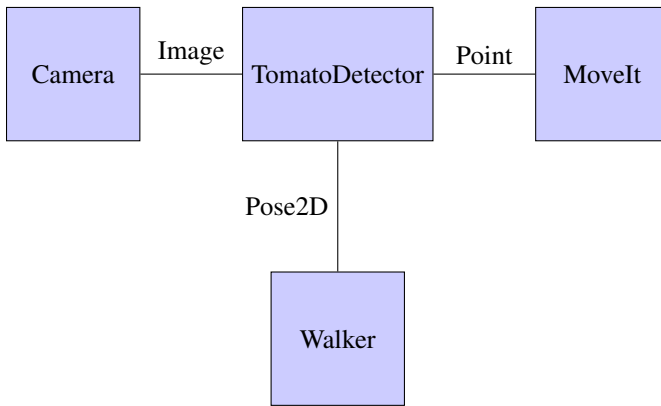 Camera
Image
TomatoDetector
Point
MoveIt
Pose2D
Walker